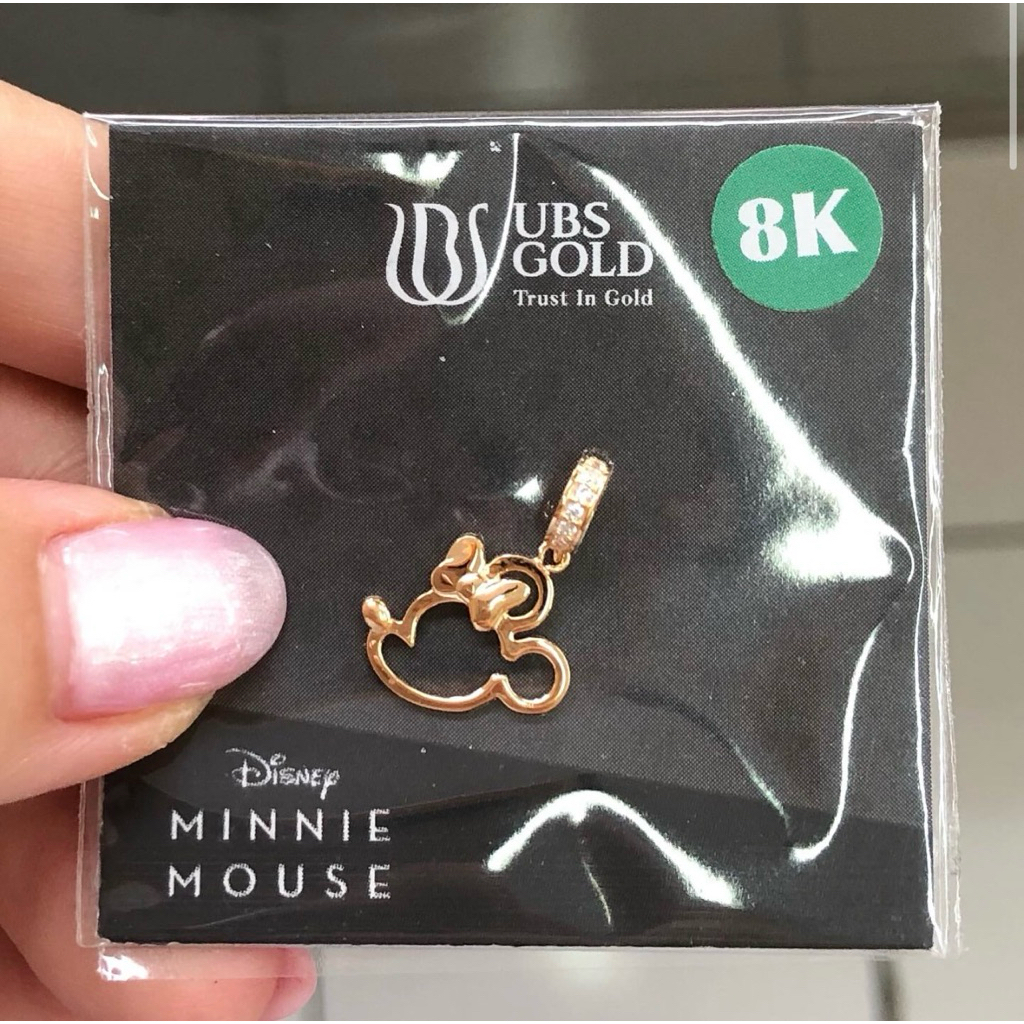 UBS
GOLD
Trust In Gold
8K
Disney
MINNIE
MOUSE